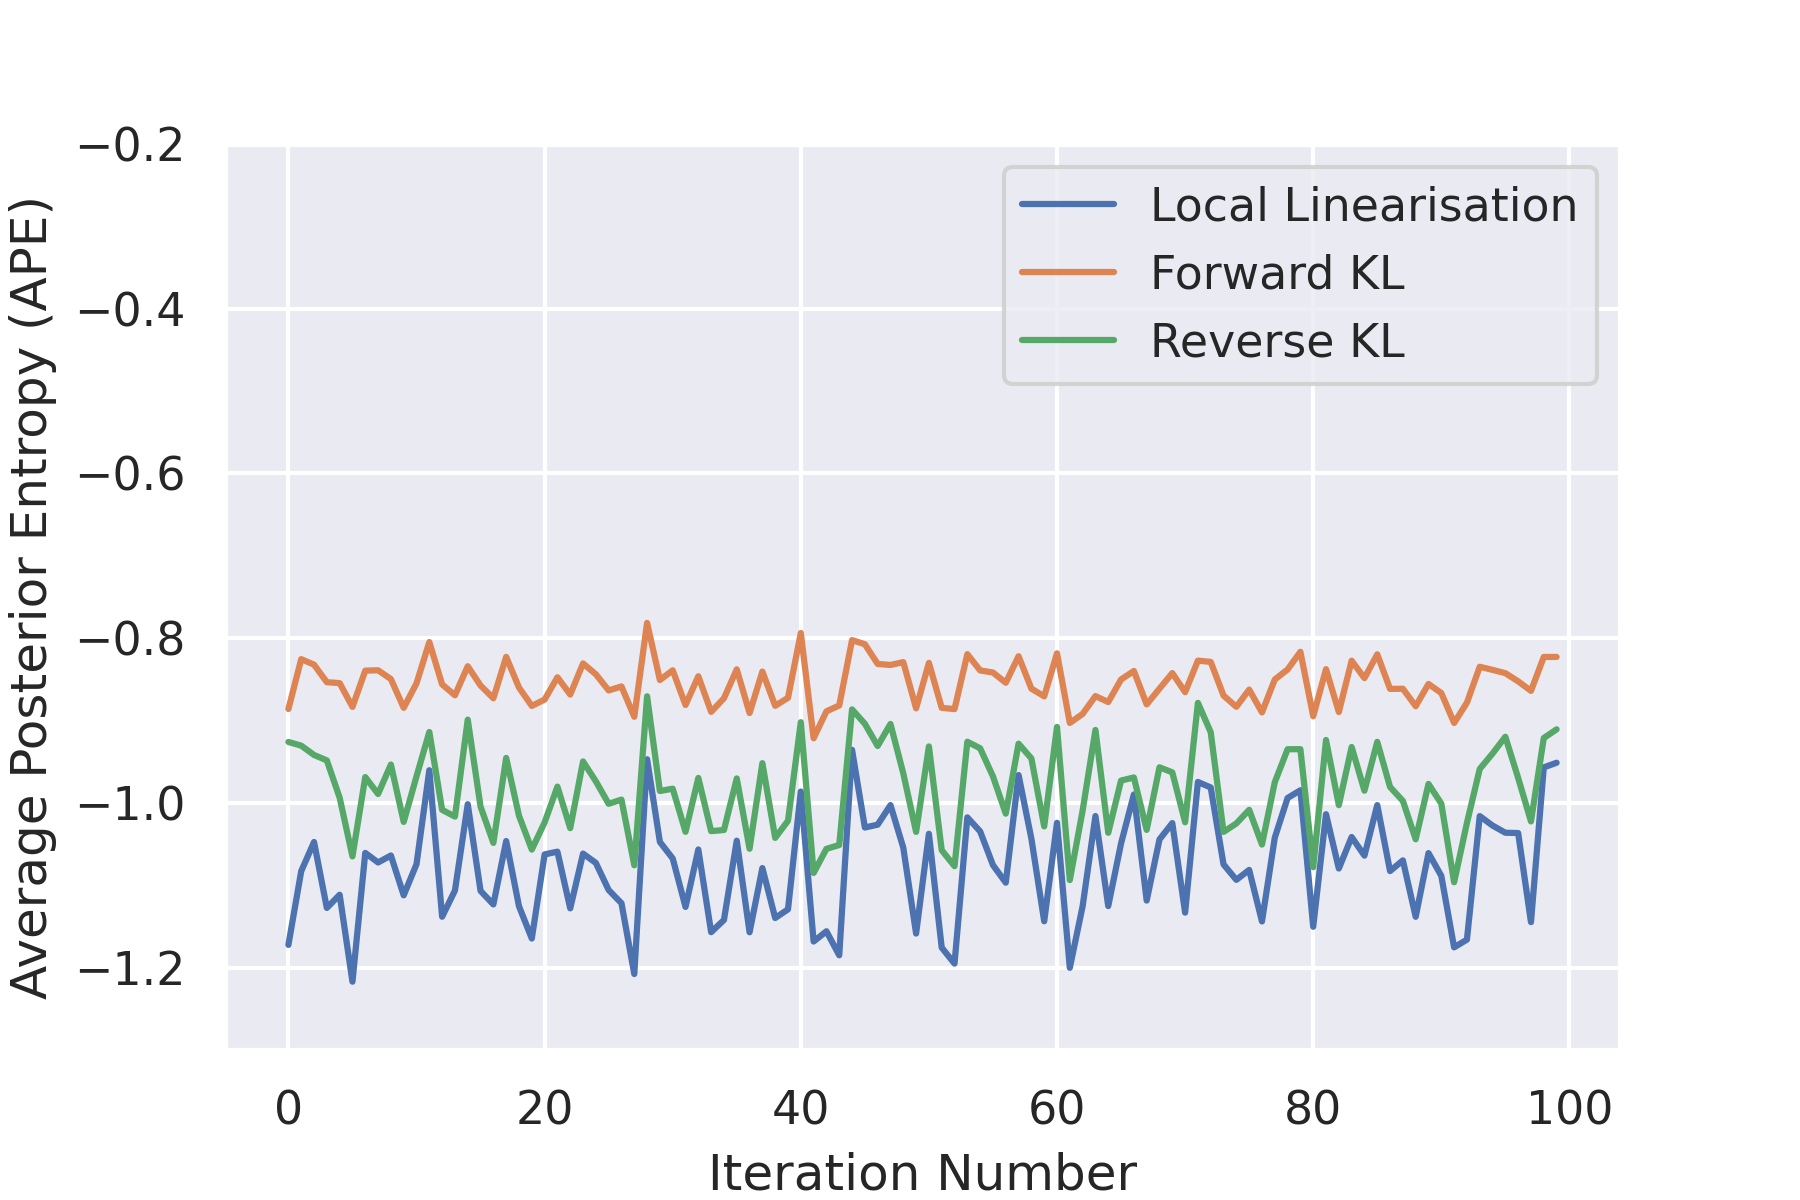 −0.2
−0.4
−0.6
−0.8
−1.0
−1.2
Average Posterior Entropy (APE)
Local Linearisation
Forward KL
Reverse KL
0 20 40 60 80 100
Iteration Number